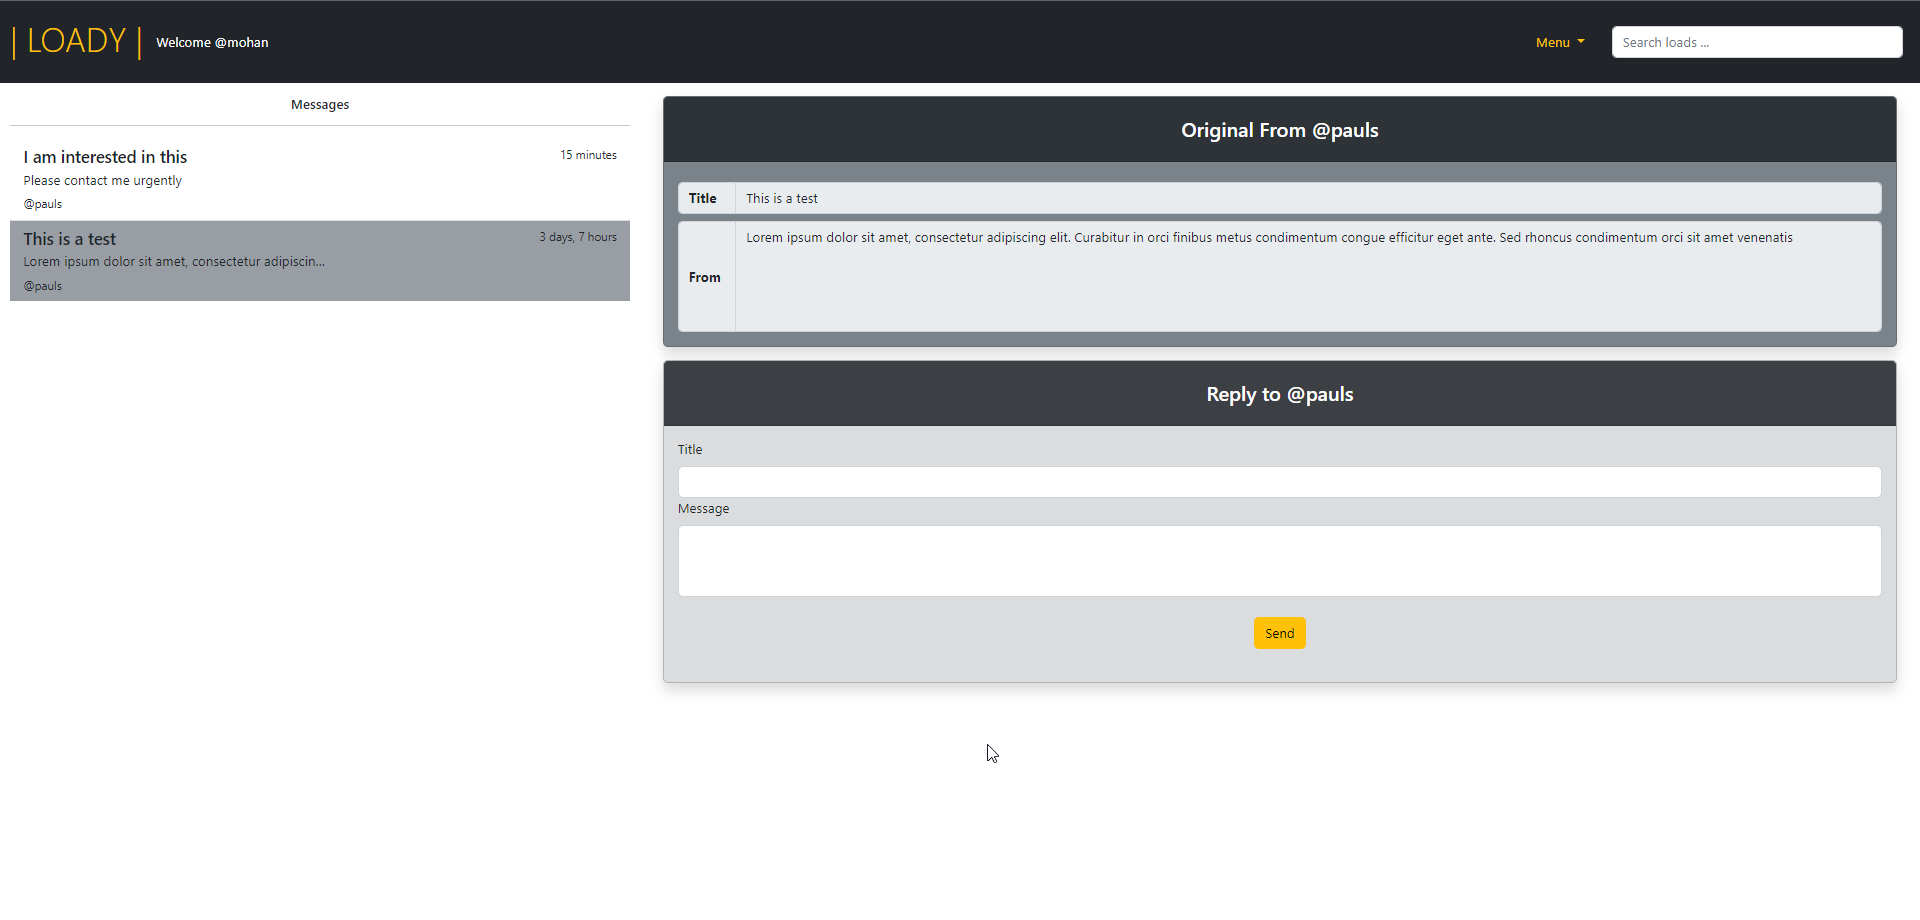 | LOADY | Welcome @mohan Menu Search loads ...
Messages
I am interested in this 15 minutes
Please contact me urgently
@pauls
This is a test 3 days, 7 hours
Lorem ipsum dolor sit amet, consectetur adipiscin...
@pauls
Original From @pauls
Title This is a test
Lorem ipsum dolor sit amet, consectetur adipiscing elit. Curabitur in orci finibus metus condimentum congue efficitur eget ante. Sed rhoncus condimentum orci sit amet venenatis
From
Reply to @pauls
Title
Message
Send